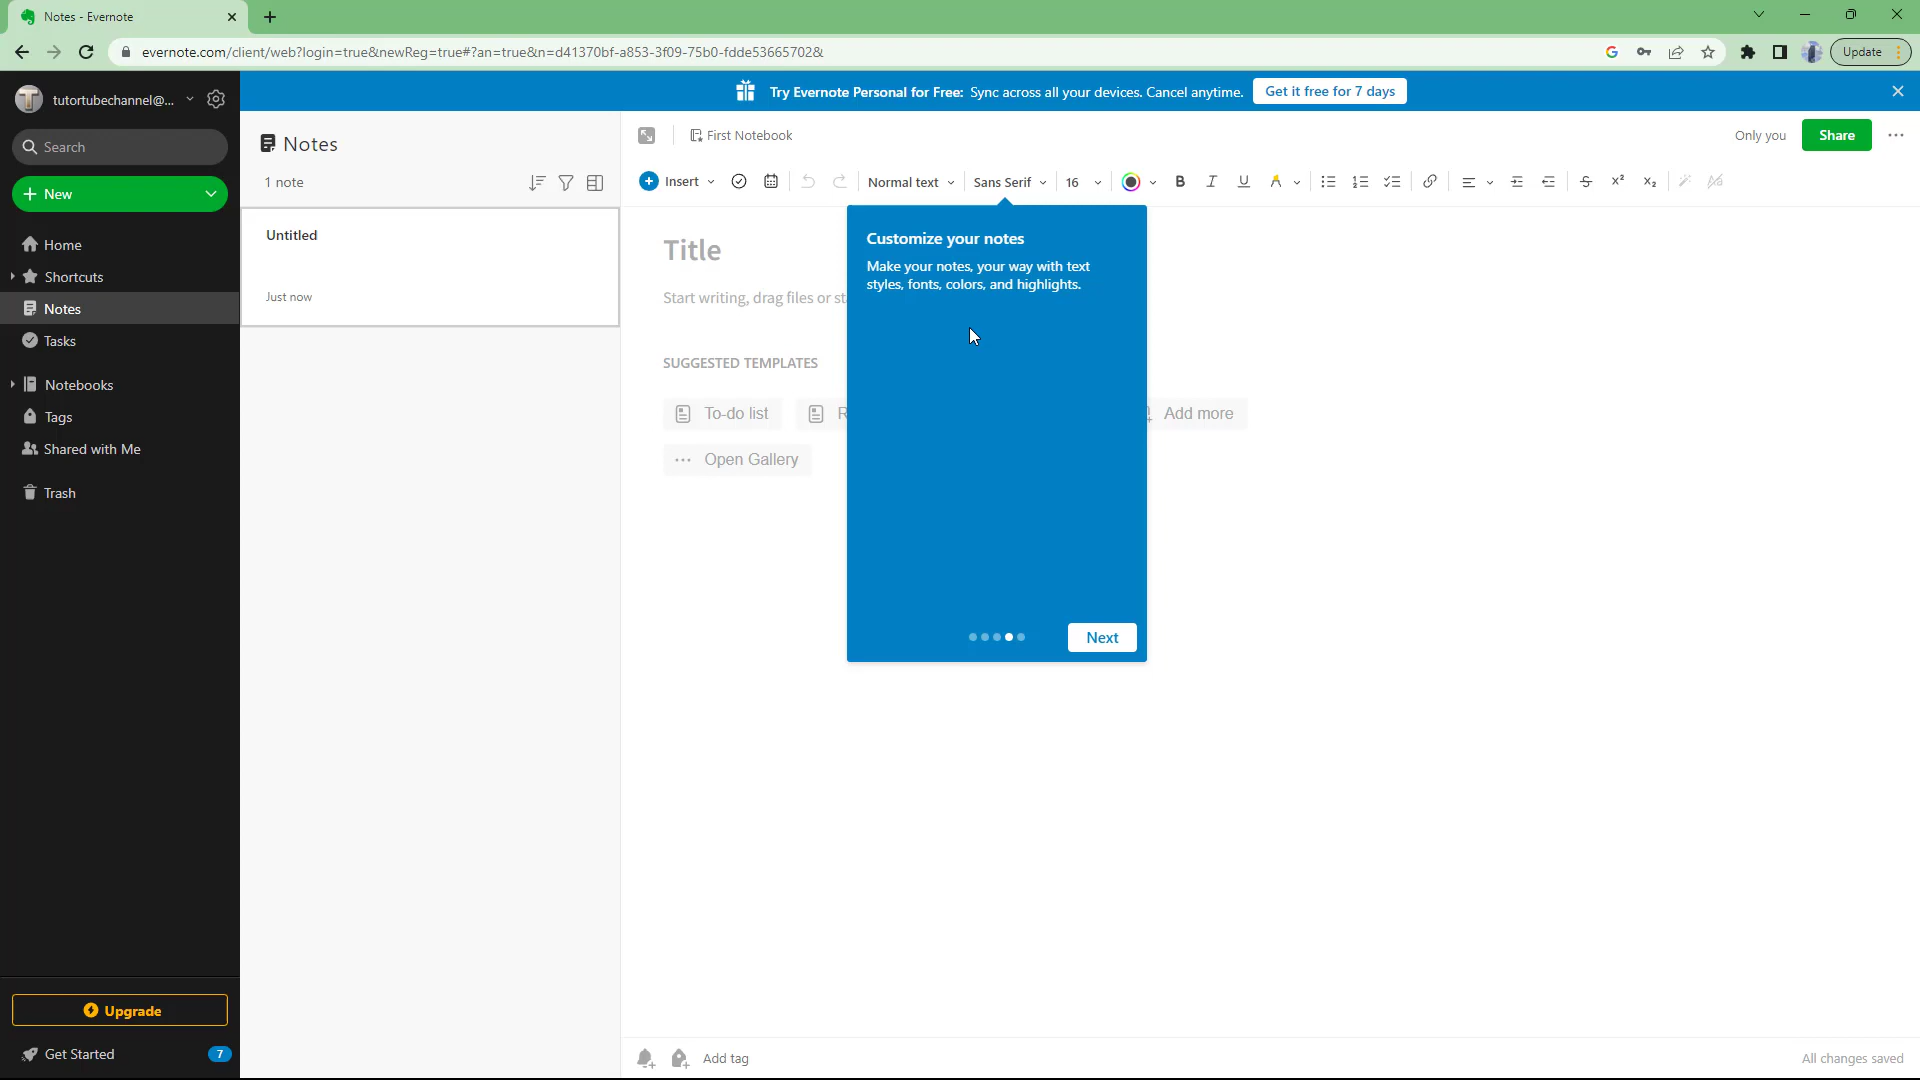 Notes - Evernote
evernote.com/client/web?login=true&newReg=true#?an=true&n=d41370bf-a853-3f09-75b0-fdde53665702&
Update
tutortubechannel@...
Try Evernote Personal for Free: Sync across all your devices. Cancel anytime.
Get it free for 7 days
Search
New
Home
Shortcuts
Notes
Tasks
Notebooks
Tags
Shared with Me
Trash
Upgrade
Get Started
7
Notes
1 note
Untitled
Just now
First Notebook
Only you
Share
Insert
Normal text
Sans Serif
16
Title
Start writing, drag files or
SUGGESTED TEMPLATES
To-do list
Add more
Open Gallery
Customize your notes
Make your notes, your way with text
styles, fonts, colors, and highlights.
Next
Add tag
All changes saved